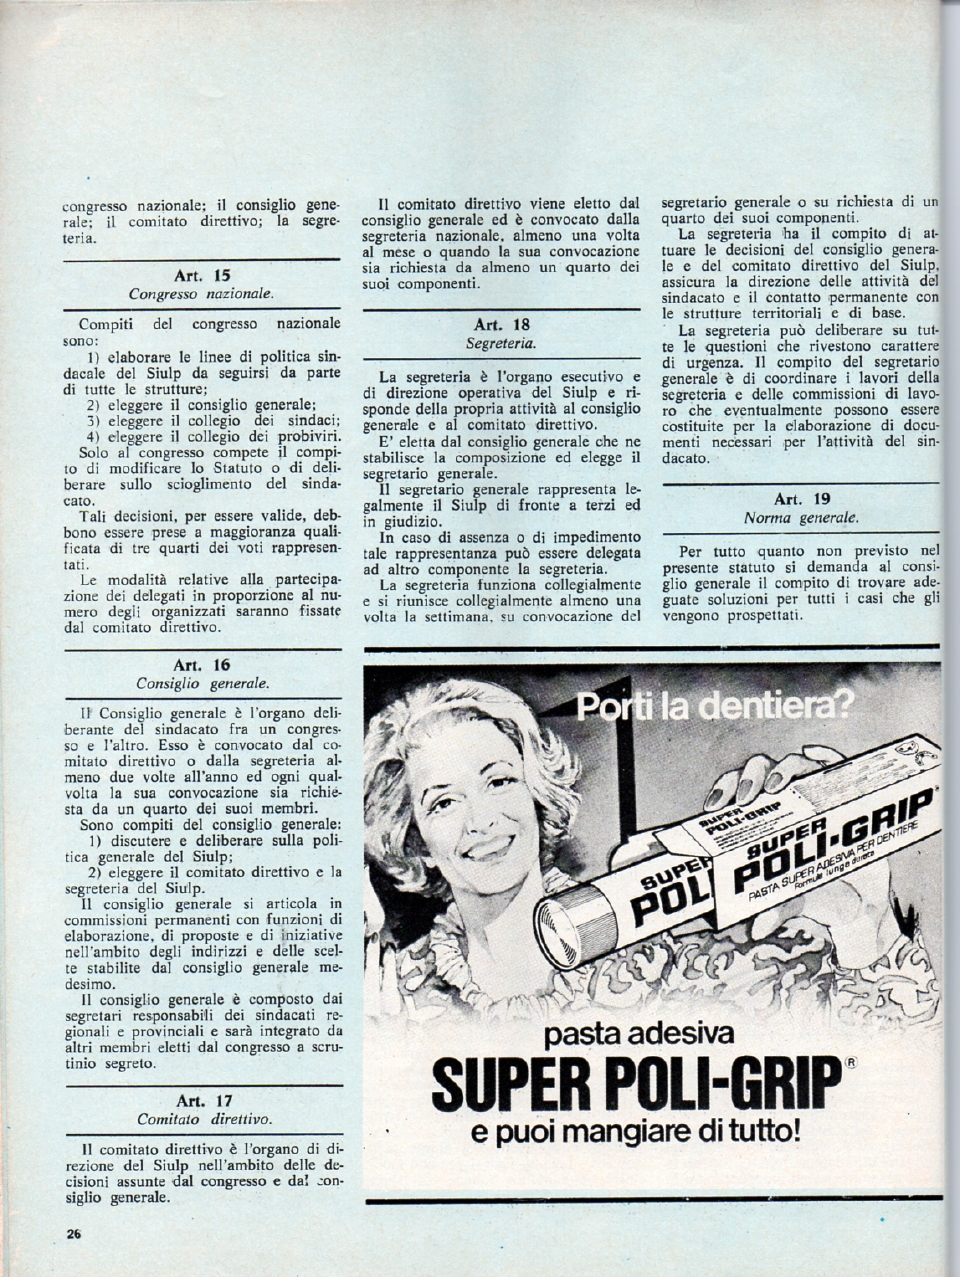 congresso nazionale; il consiglio gene-
rale; il comitato direttivo; la segre-
teria.
Art. 15
Congresso nazionale.
Compiti del congresso nazionale
sono:
1) elaborare le linee di politica sin-
dacale del Siulp da seguirsi da parte
di tutte le strutture;
2) eleggere il consiglio generale;
3) eleggere il collegio dei sindaci;
4) eleggere il collegio dei probiviri.
Solo al congresso compete il compi-
to di modificare lo Statuto o di deli-
berare sullo scioglimento del sinda-
cato.
Tali decisioni, per essere valide, deb-
bono essere prese a maggioranza quali-
ficata di tre quarti dei voti rappresen-
tati.
Le modalità relative alla partecipa-
zione dei delegati in proporzione al nu-
mero degli organizzati saranno fissate
dal comitato direttivo.
Art. 16
Consiglio generale.
Il Consiglio generale è l'organo deli-
berante del sindacato fra un congres-
so e l'altro. Esso è convocato dal co-
mitato direttivo o dalla segreteria al-
meno due volte all'anno ed ogni qual-
volta la sua convocazione sia richie-
sta da un quarto dei suoi membri.
Sono compiti del consiglio generale:
1) discutere e deliberare sulla poli-
tica generale del Siulp;
2) eleggere il comitato direttivo e la
segreteria del Siulp.
Il consiglio generale si articola in
commissioni permanenti con funzioni di
elaborazione, di proposte e di iniziative
nell'ambito degli indirizzi e delle scel-
te stabilite dal consiglio generale me-
desimo.
Il consiglio generale è composto dai
segretari responsabili dei sindacati re-
gionali e provinciali e sarà integrato da
altri membri eletti dal congresso a scru-
tinio segreto.
Art. 17
Comitato direttivo.
Il comitato direttivo è l'organo di di-
rezione del Siulp nell'ambito delle de-
cisioni assunte dal congresso e dal con-
siglio generale.
26
Il comitato direttivo viene eletto dal
consiglio generale ed è convocato dalla
segreteria nazionale, almeno una volta
al mese o quando la sua convocazione
sia richiesta da almeno un quarto dei
suoi componenti.
Art. 18
Segreteria.
La segreteria è l'organo esecutivo e
di direzione operativa del Siulp e ri-
sponde della propria attività al consiglio
generale e al comitato direttivo.
E' eletta dal consiglio generale che ne
stabilisce la composizione ed elegge il
segretario generale.
Il segretario generale rappresenta le-
galmente il Siulp di fronte a terzi ed
in giudizio.
In caso di assenza o di impedimento
tale rappresentanza può essere delegata
ad altro componente la segreteria.
La segreteria funziona collegialmente
e si riunisce collegialmente almeno una
volta la settimana, su convocazione del
segretario generale o su richiesta di un
quarto dei suoi componenti.
La segreteria ha il compito di at-
tuare le decisioni del consiglio genera-
le e del comitato direttivo del Siulp,
assicura la direzione delle attività del
sindacato e il contatto permanente con
le strutture territoriali e di base.
La segreteria può deliberare su tut-
te le questioni che rivestono carattere
di urgenza. Il compito del segretario
generale è di coordinare i lavori della
segreteria e delle commissioni di lavo-
ro che eventualmente possono essere
costituite per la elaborazione di docu-
menti necessari per l'attività del sin-
dacato.
Art. 19
Norma generale.
Per tutto quanto non previsto nel
presente statuto si demanda al consi-
glio generale il compito di trovare ade-
guate soluzioni per tutti i casi che gli
vengono prospettati.
Porti la dentiera?
SUPER
POLI-GRIP
SUPER
POLI-GRIP
PASTA SUPER ADESIVA PER DENTIERE
Formula lunga durata
SUPER
POLI
pasta adesiva
SUPER POLI-GRIP®
e puoi mangiare di tutto!